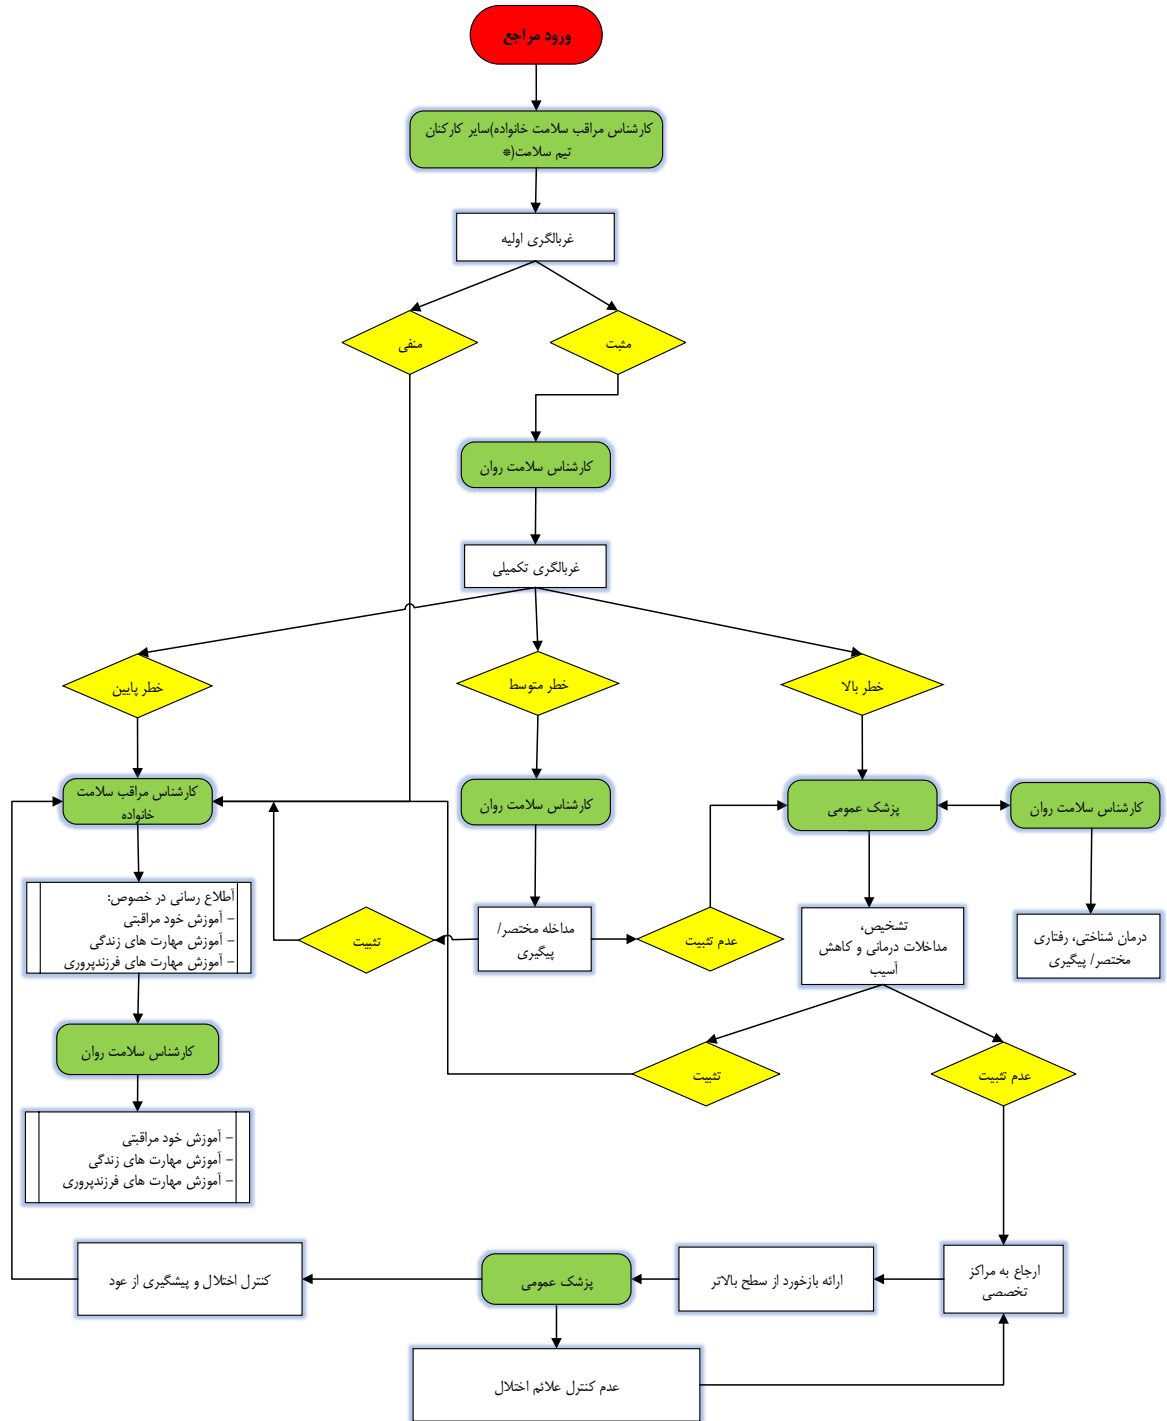 ورود مراجع
کارشناس مراقب سلامت خانواده)سایر کارکنان
تیم سلامت(*
غربالگری اولیه
مثبت
منفی
کارشناس سلامت روان
غربالگری تکمیلی
خطر بالا
خطر متوسط
خطر پایین
کارشناس سلامت روان
پزشک عمومی
کارشناس سلامت روان
کارشناس مراقب سلامت
خانواده
درمان شناختی، رفتاری
مختصر/ پیگیری
تشخیص،
مداخلات درمانی و کاهش
آسیب
عدم تثبیت
مداخله مختصر/
پیگیری
تثبیت
اَطلاع رسانی در خصوص:
- آموزش خود مراقبتی
- آموزش مهارت های زندگی
- آموزش مهارت های فرزندپروری
عدم تثبیت
تثبیت
کارشناس سلامت روان
- آموزش خود مراقبتی
- آموزش مهارت های زندگی
- آموزش مهارت های فرزندپروری
ارجاع به مراکز
تخصصی
ارائه بازخورد از سطح بالاتر
پزشک عمومی
کنترل اختلال و پیشگیری از عود
عدم کنترل علائم اختلال